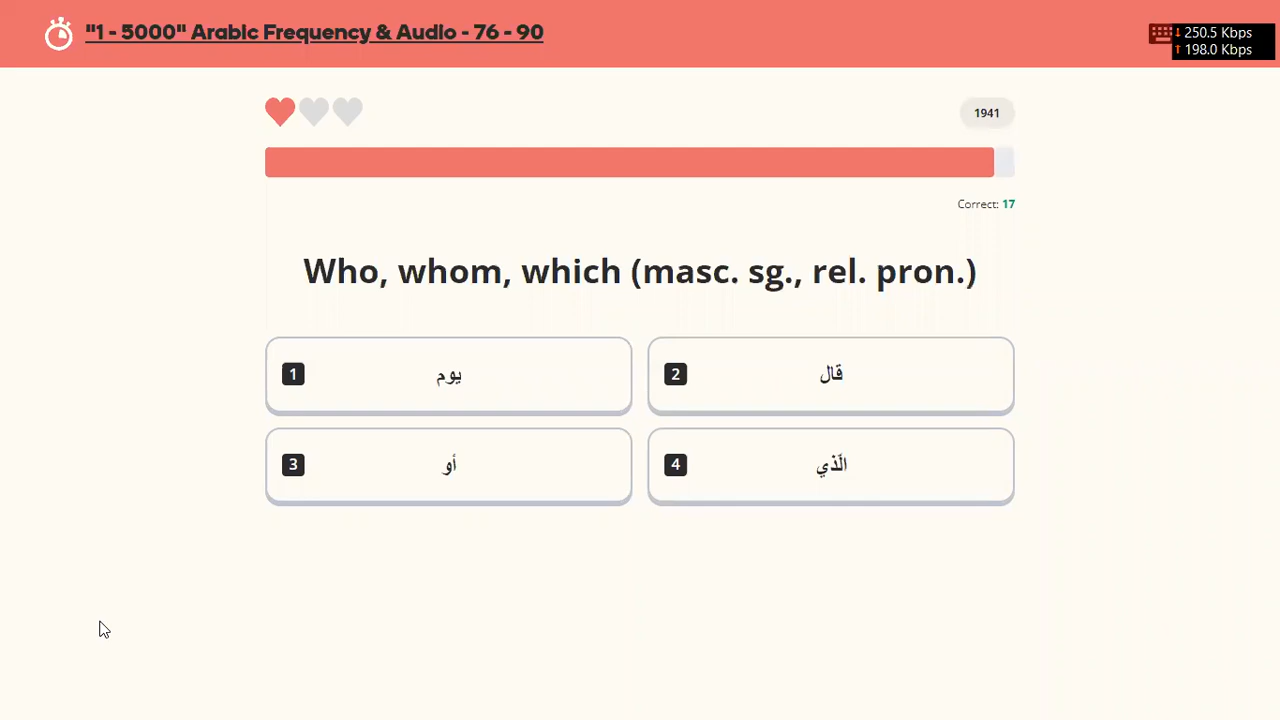 "1 - 5000" Arabic Frequency & Audio - 76 - 90
↓ 250.5 Kbps
↑ 198.0 Kbps
1941
Correct: 17
Who, whom, which (masc. sg., rel. pron.)
1 يوم
2 قال
3 أو
4 الّذي